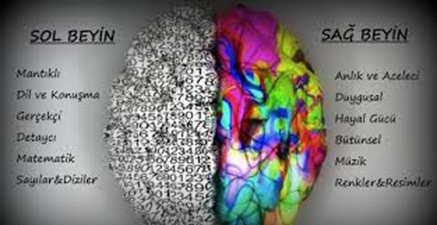 SOL BEYİN
Mantıklı
Dil ve Konuşma
Gerçekçi
Detaycı
Matematik
Sayılar&Diziler
SAĞ BEYİN
Anlık ve Aceleci
Duygusal
Hayal Gücü
Bütünsel
Müzik
Renkler&Resimler